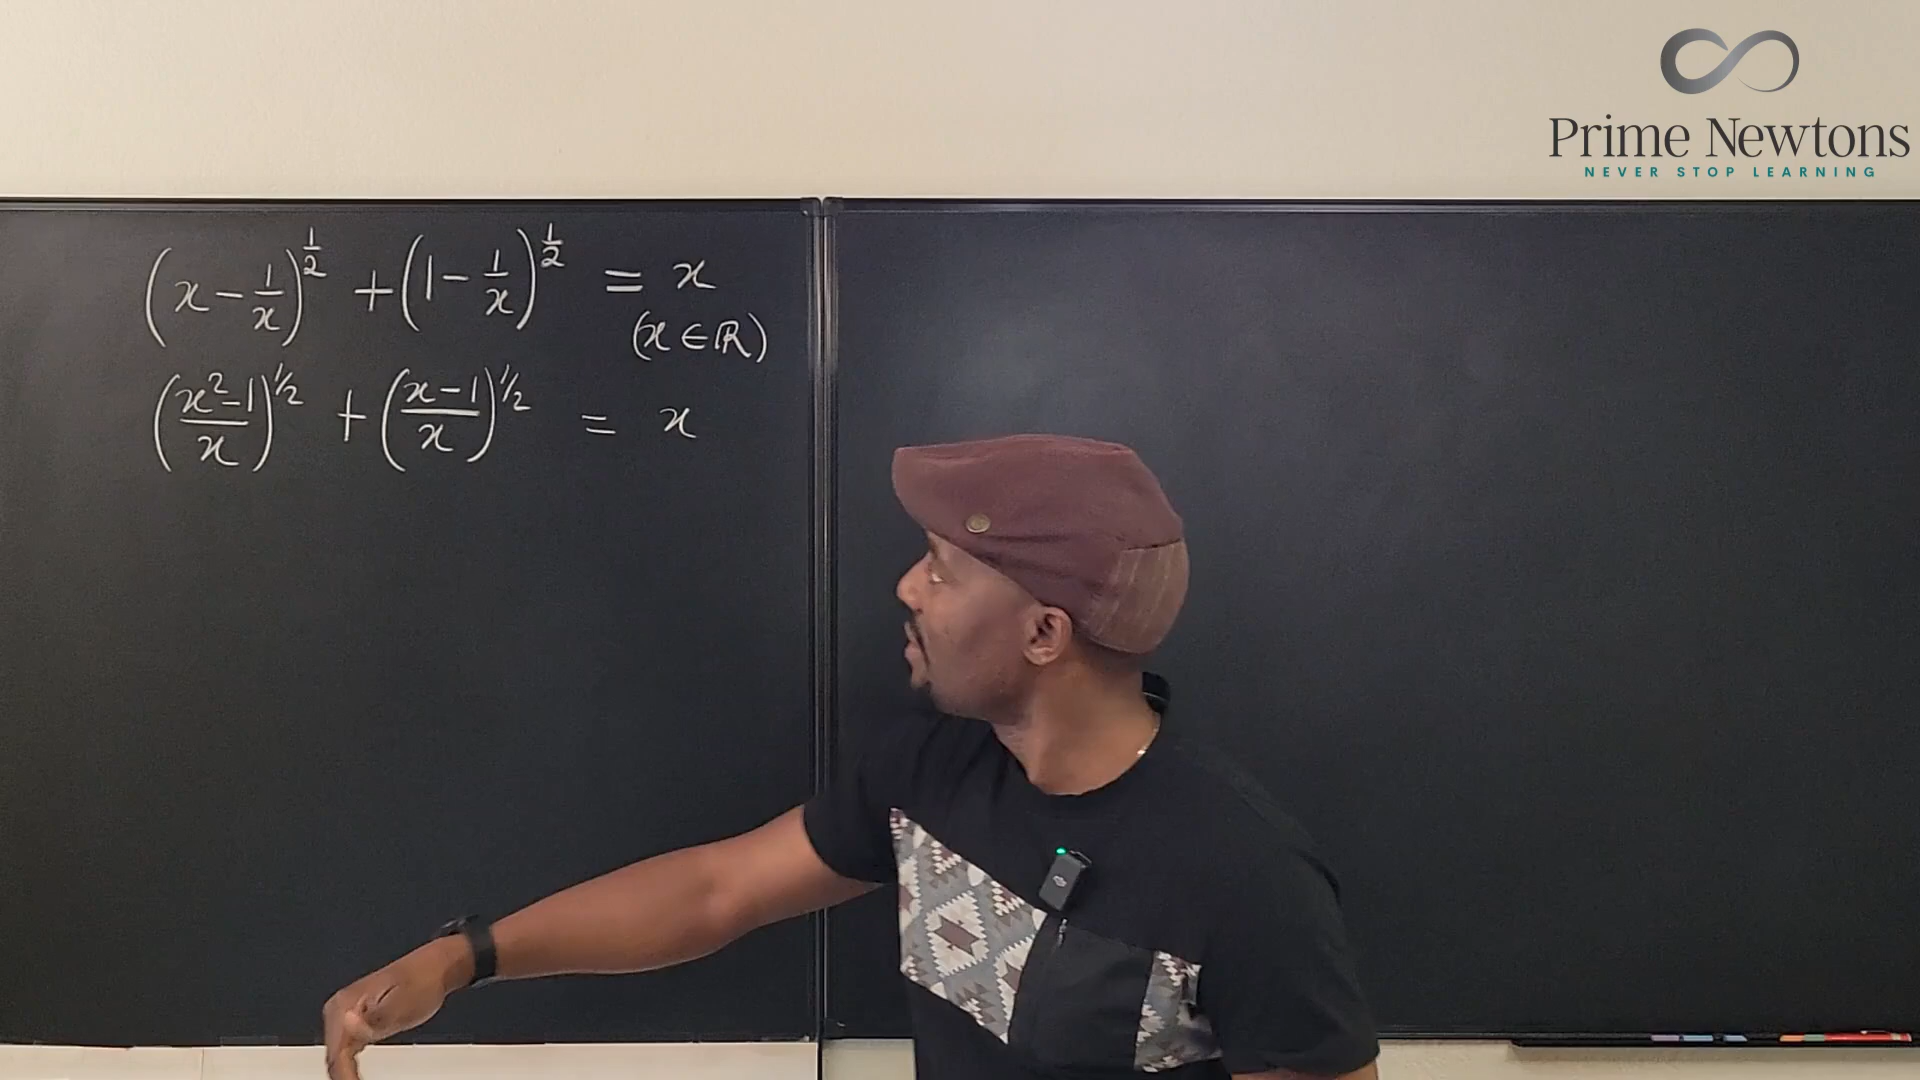 (x - 1/x)^(1/2) + (1 - 1/x)^(1/2) = x
(x ∈ ℝ)
((x² - 1)/x)^(1/2) + ((x - 1)/x)^(1/2) = x
Prime Newtons
NEVER STOP LEARNING